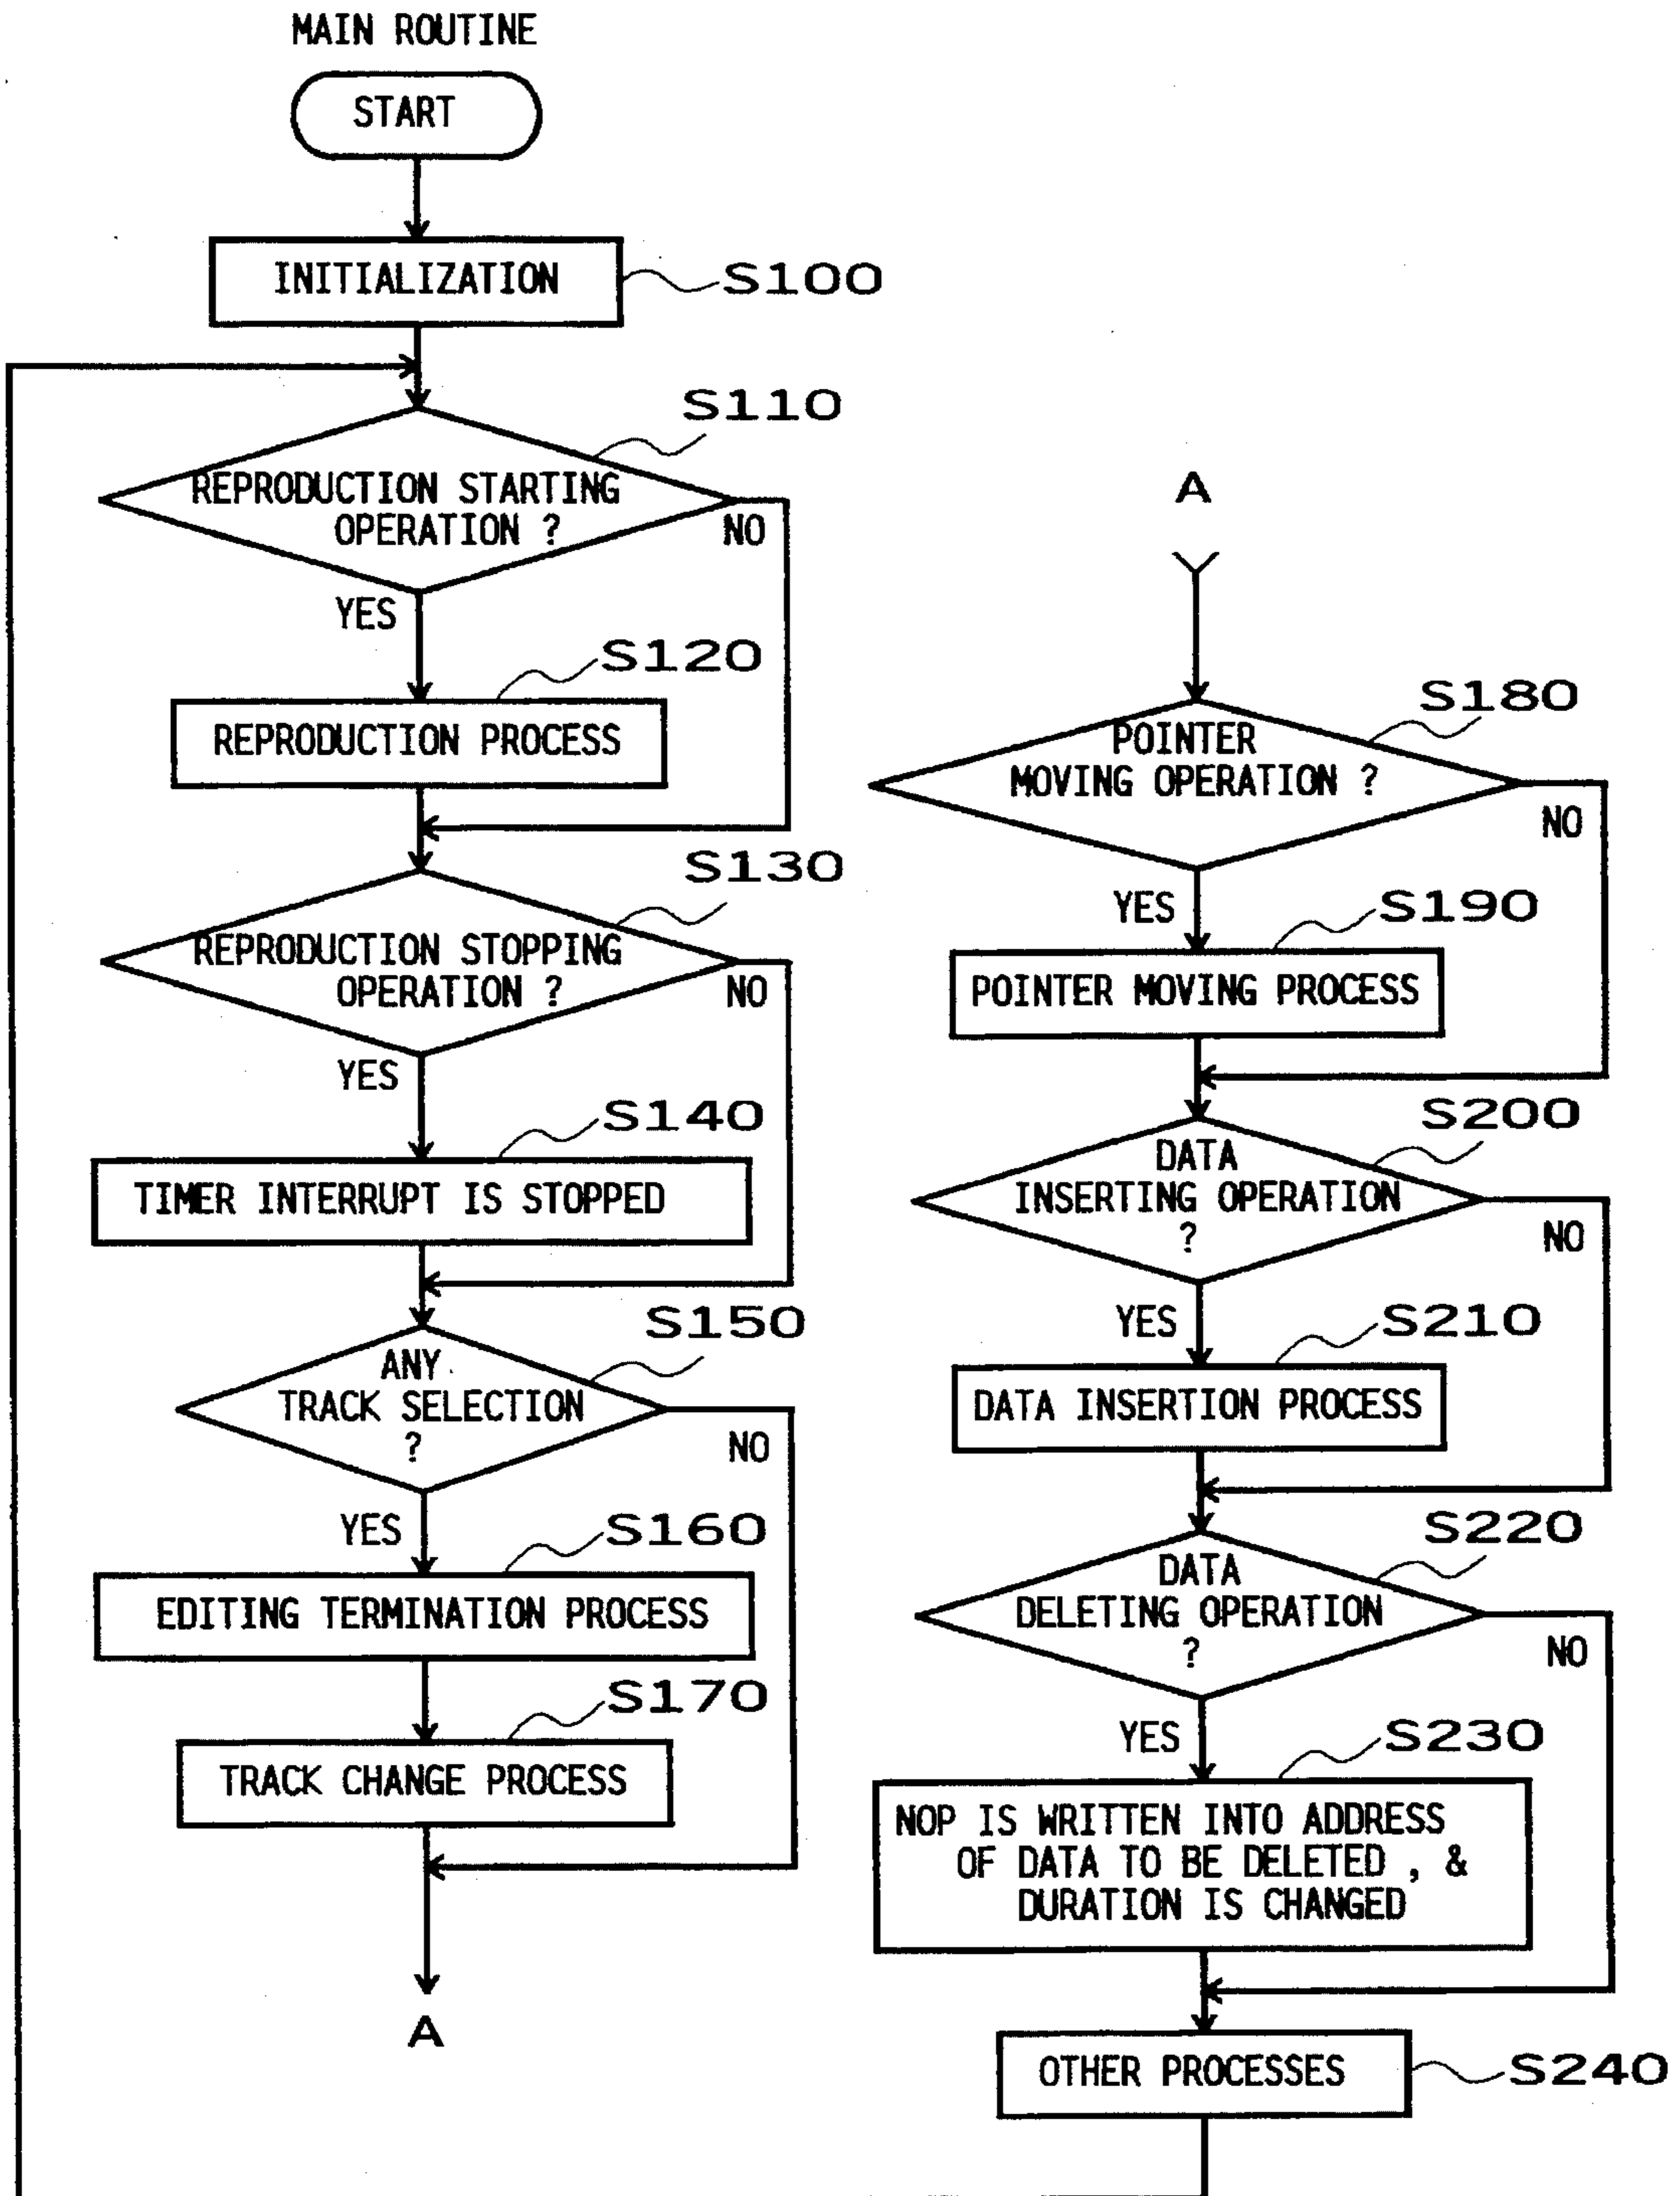 MAIN ROUTINE
START
INITIALIZATION
S100
S110
REPRODUCTION STARTING
OPERATION ?
NO
YES
S120
REPRODUCTION PROCESS
S130
REPRODUCTION STOPPING
OPERATION ?
NO
YES
S140
TIMER INTERRUPT IS STOPPED
S150
ANY
TRACK SELECTION
?
NO
YES
S160
EDITING TERMINATION PROCESS
S170
TRACK CHANGE PROCESS
A
A
S180
POINTER
MOVING OPERATION ?
NO
YES
S190
POINTER MOVING PROCESS
S200
DATA
INSERTING OPERATION
?
NO
YES
S210
DATA INSERTION PROCESS
S220
DATA
DELETING OPERATION
?
NO
YES
S230
NOP IS WRITTEN INTO ADDRESS
OF DATA TO BE DELETED , &
DURATION IS CHANGED
OTHER PROCESSES
S240